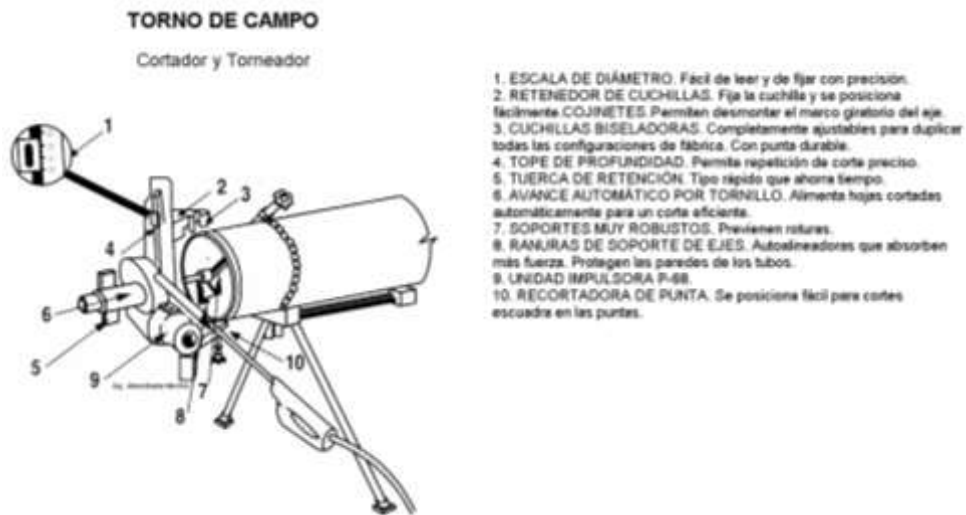 TORNO DE CAMPO
Cortador y Torneador
1. ESCALA DE DIÁMETRO. Fácil de leer y de fijar con precisión.
2. RETENEDOR DE CUCHILLAS. Fija la cuchilla y se posiciona
fácilmente.COJINETES. Permiten desmontar el marco giratorio del eje.
3. CUCHILLAS BISELADORAS. Completamente ajustables para duplicar
todas las configuraciones de fábrica. Con punta durable.
4. TOPE DE PROFUNDIDAD. Permite repetición de corte preciso.
5. TUERCA DE RETENCIÓN. Tipo rápido que ahorra tiempo.
6. AVANCE AUTOMÁTICO POR TORNILLO. Alimenta hojas cortadas
automáticamente para un corte eficiente.
7. SOPORTES MUY ROBUSTOS. Previenen roturas.
8. RANURAS DE SOPORTE DE EJES. Autoalineadores que absorben
más fuerza. Protegen las paredes de los tubos.
9. UNIDAD IMPULSORA P-68.
10. RECORTADORA DE PUNTA. Se posiciona fácil para cortes
escuadra en las puntas.
1
2
3
4
6
5
9
8
7
10